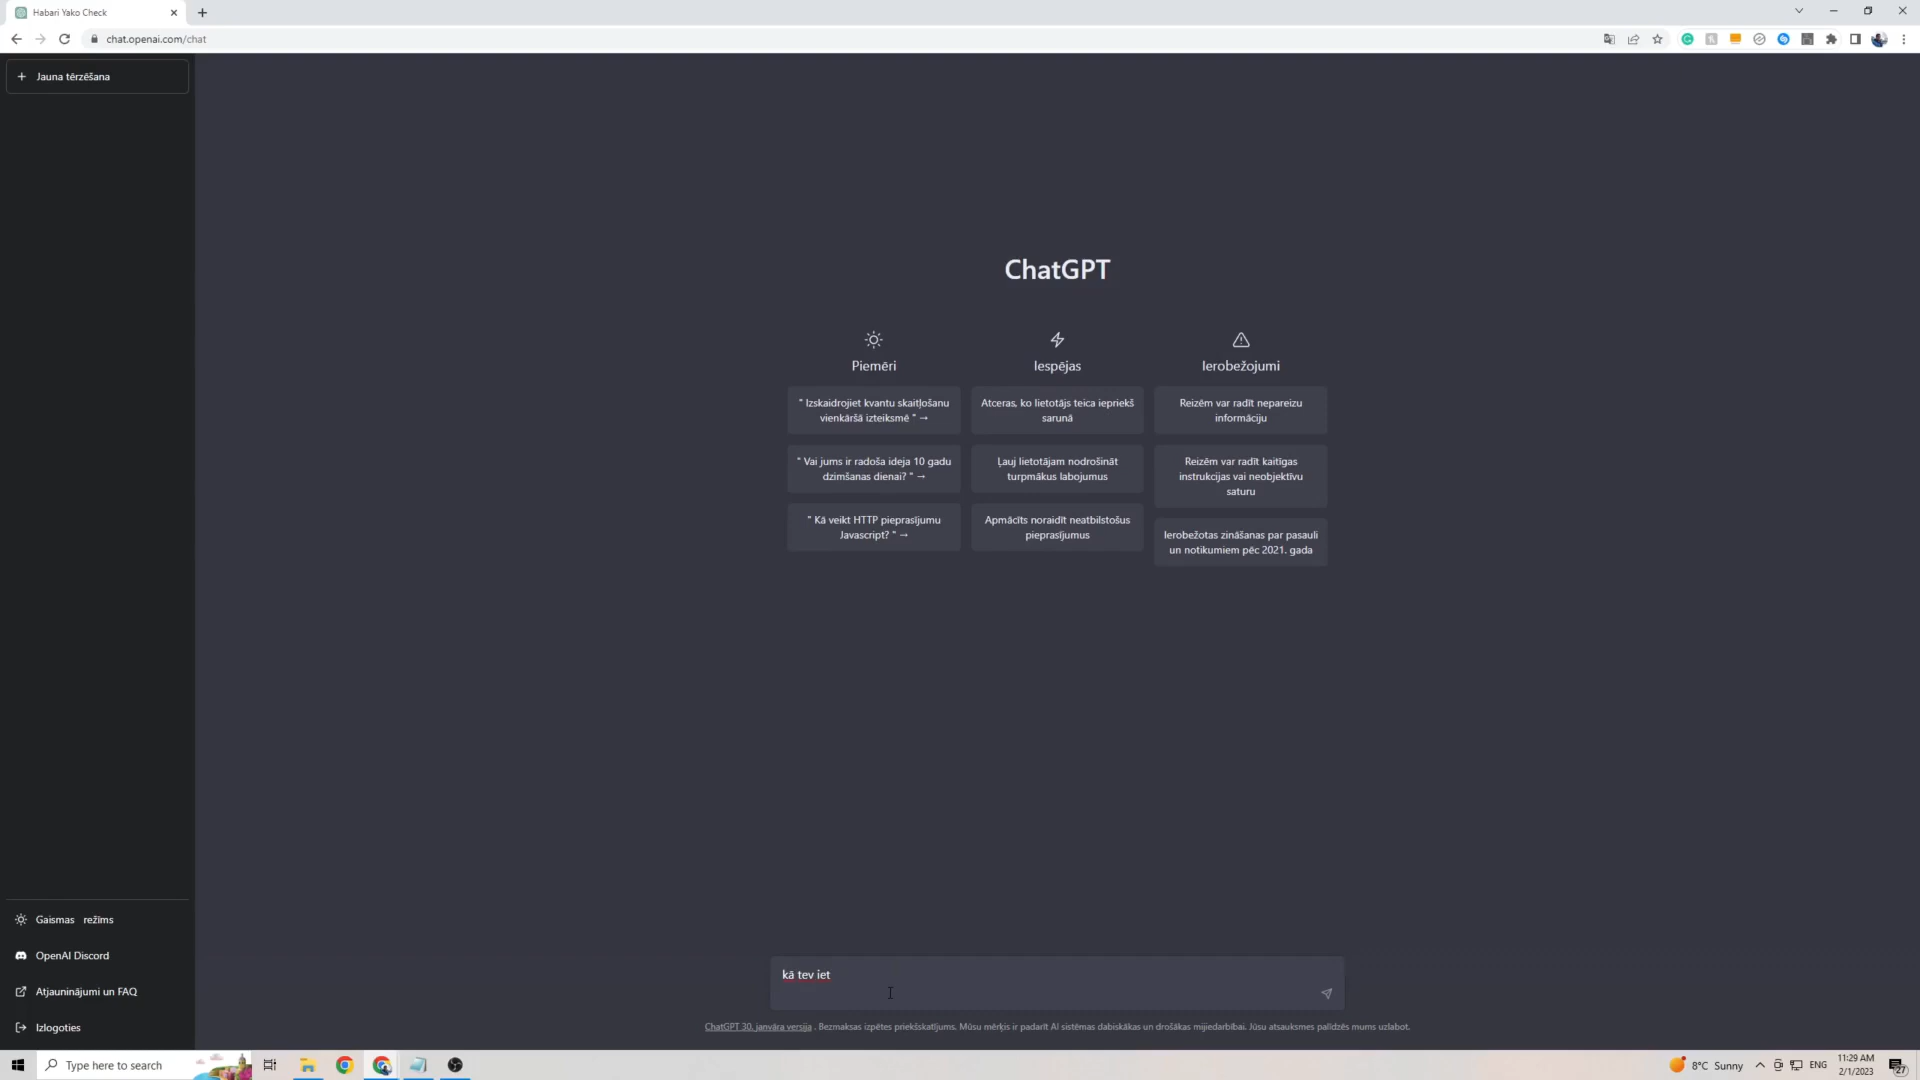 Habari Yako Check
chat.openai.com/chat
Jauna tērzēšana
ChatGPT
Piemēri
Iespējas
Ierobežojumi
" Izskaidrojiet kvantu skaitļošanu
vienkāršā izteiksmē " →
Atceras, ko lietotājs teica iepriekš
sarunā
Reizēm var radīt nepareizu
informāciju
" Vai jums ir radoša ideja 10 gadu
dzimšanas dienai? " →
Ļauj lietotājam nodrošināt
turpmākus labojumus
Reizēm var radīt kaitīgas
instrukcijas vai neobjektīvu
saturu
" Kā veikt HTTP pieprasījumu
Javascript? " →
Apmācīts noraidīt neatbilstošus
pieprasījumus
Ierobežotas zināšanas par pasauli
un notikumiem pēc 2021. gada
Gaismas režīms
OpenAI Discord
Atjauninājumi un FAQ
Izlogoties
kā tev iet
ChatGPT 30. janvāra versija . Bezmaksas izpētes priekšskatījums. Mūsu mērķis ir padarīt AI sistēmas dabiskākas un drošākas mijiedarbībai. Jūsu atsauksmes palīdzēs mums uzlabot.
Type here to search
8°C Sunny
ENG
11:29 AM
2/1/2023
27